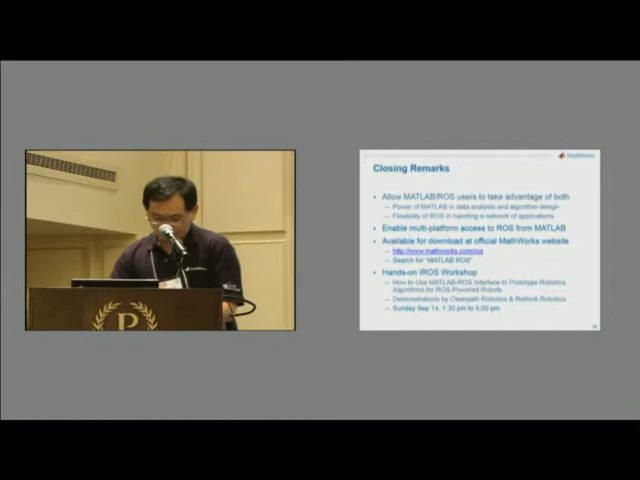 MathWorks
Closing Remarks
• Allow MATLAB/ROS users to take advantage of both
– Power of MATLAB in data analysis and algorithm design
– Flexibility of ROS in handling a network of applications
• Enable multi-platform access to ROS from MATLAB
• Available for download at official MathWorks website
– http://www.mathworks.com/ros
– Search for "MATLAB ROS"
• Hands-on IROS Workshop
– How to Use MATLAB-ROS Interface to Prototype Robotics
Algorithms for ROS-Powered Robots
– Demonstrations by Clearpath Robotics & Rethink Robotics
– Sunday Sep 14, 1:30 pm to 5:00 pm
P